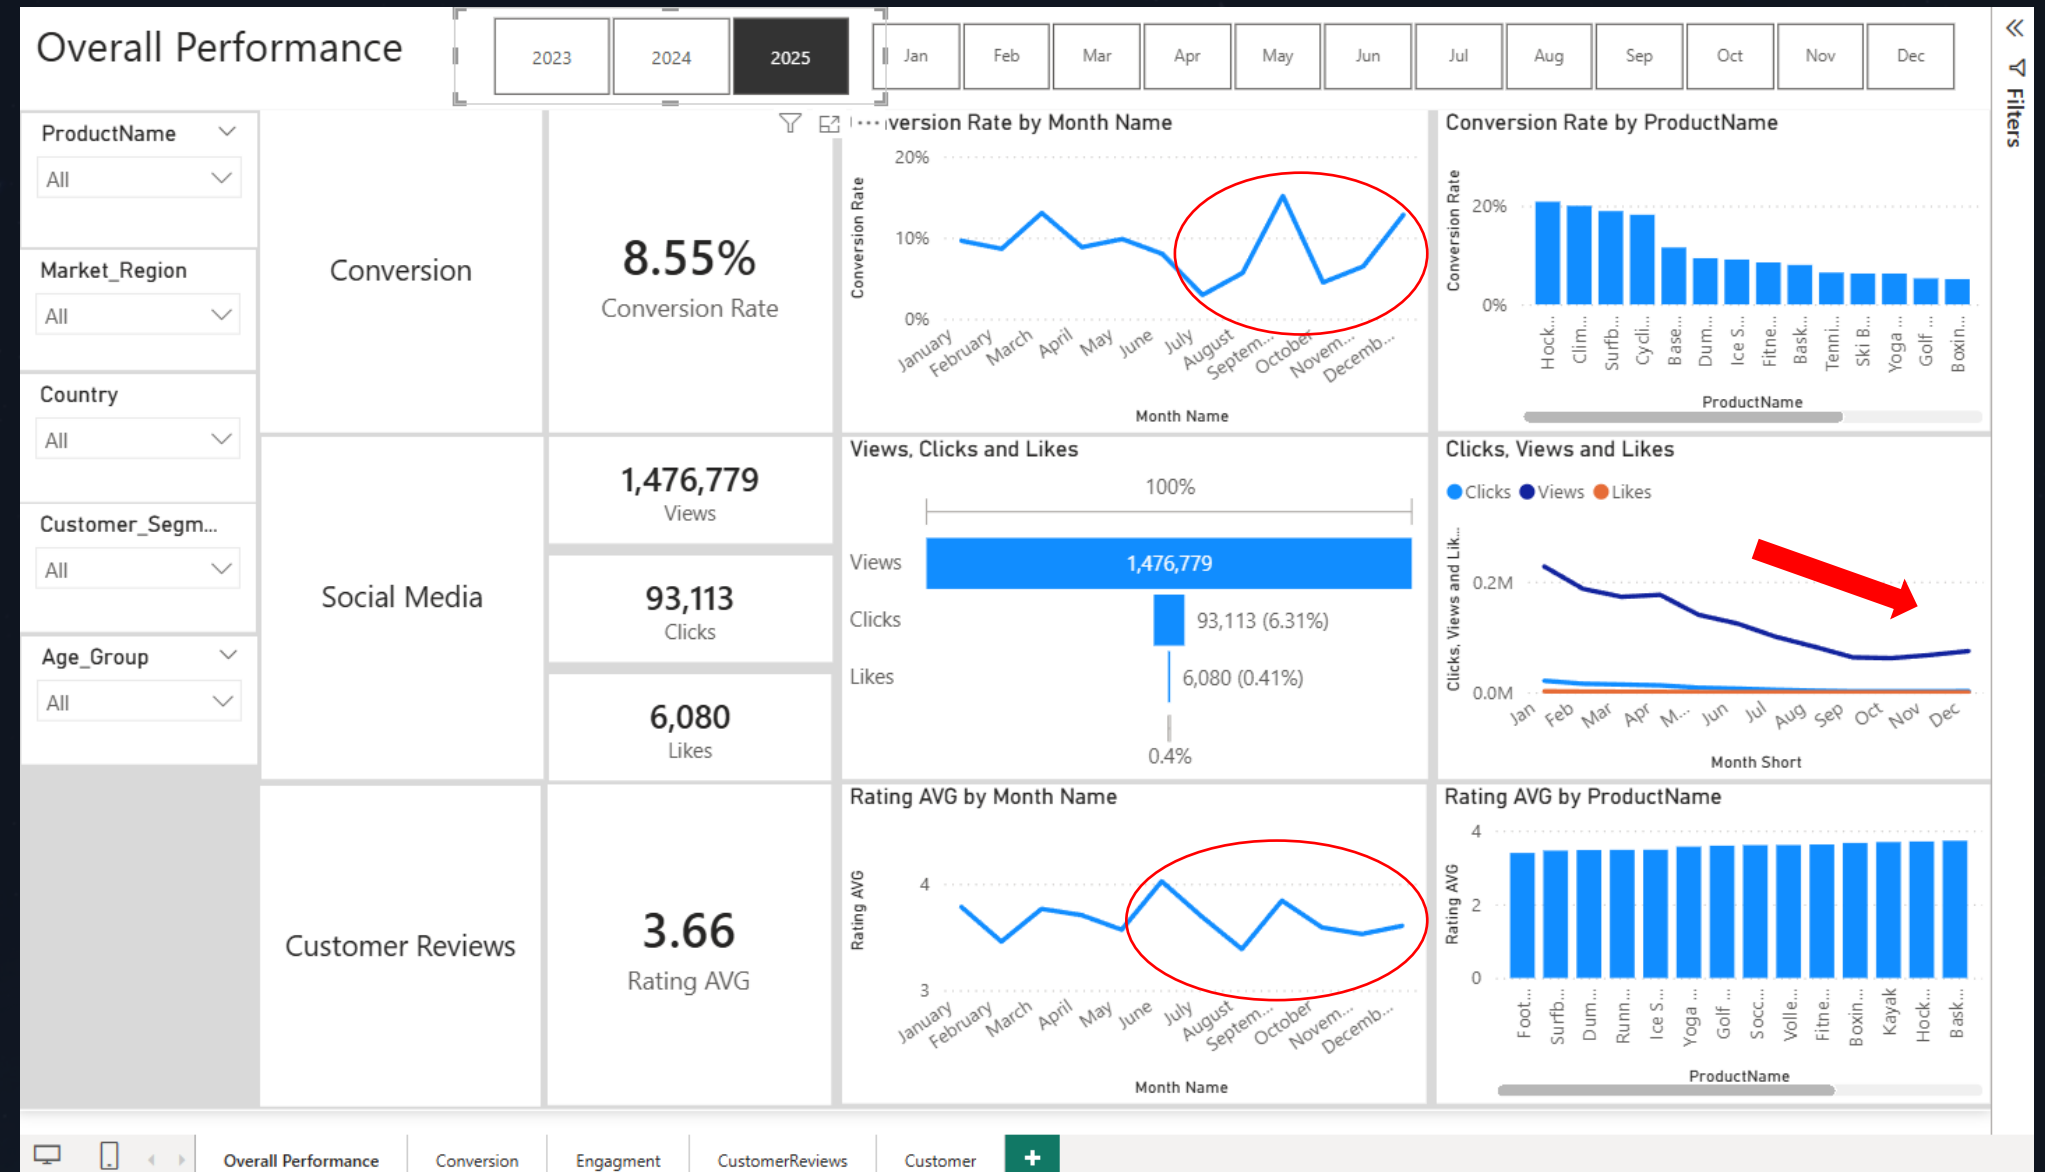 Overall Performance
2023
2024
2025
Jan
Feb
Mar
Apr
May
Jun
Jul
Aug
Sep
Oct
Nov
Dec
Filters
ProductName
All
Market_Region
All
Country
All
Customer_Segm...
All
Age_Group
All
Conversion
8.55%
Conversion Rate
Social Media
1,476,779
Views
93,113
Clicks
6,080
Likes
Customer Reviews
3.66
Rating AVG
version Rate by Month Name
Conversion Rate
20%
10%
0%
January
February
March
April
May
June
July
August
Septem...
October
Novem...
Decemb...
Month Name
Conversion Rate by ProductName
Conversion Rate
20%
0%
Hock...
Clim...
Surfb...
Cycli...
Base...
Dum...
Ice S...
Fitne...
Bask...
Tenni...
Ski B...
Yoga ...
Golf ...
Boxin...
ProductName
Views, Clicks and Likes
100%
Views
1,476,779
Clicks
93,113 (6.31%)
Likes
6,080 (0.41%)
0.4%
Clicks, Views and Likes
Clicks
Views
Likes
Clicks, Views and Lik...
0.2M
0.0M
Jan
Feb
Mar
Apr
M...
Jun
Jul
Aug
Sep
Oct
Nov
Dec
Month Short
Rating AVG by Month Name
Rating AVG
4
3
January
February
March
April
May
June
July
August
Septem...
October
Novem...
Decemb...
Month Name
Rating AVG by ProductName
Rating AVG
4
2
0
Foot...
Surfb...
Dum...
Runn...
Ice S...
Yoga ...
Golf ...
Socc...
Volle...
Fitne...
Boxin...
Kayak
Hock...
Bask...
ProductName
Overall Performance
Conversion
Engagment
CustomerReviews
Customer